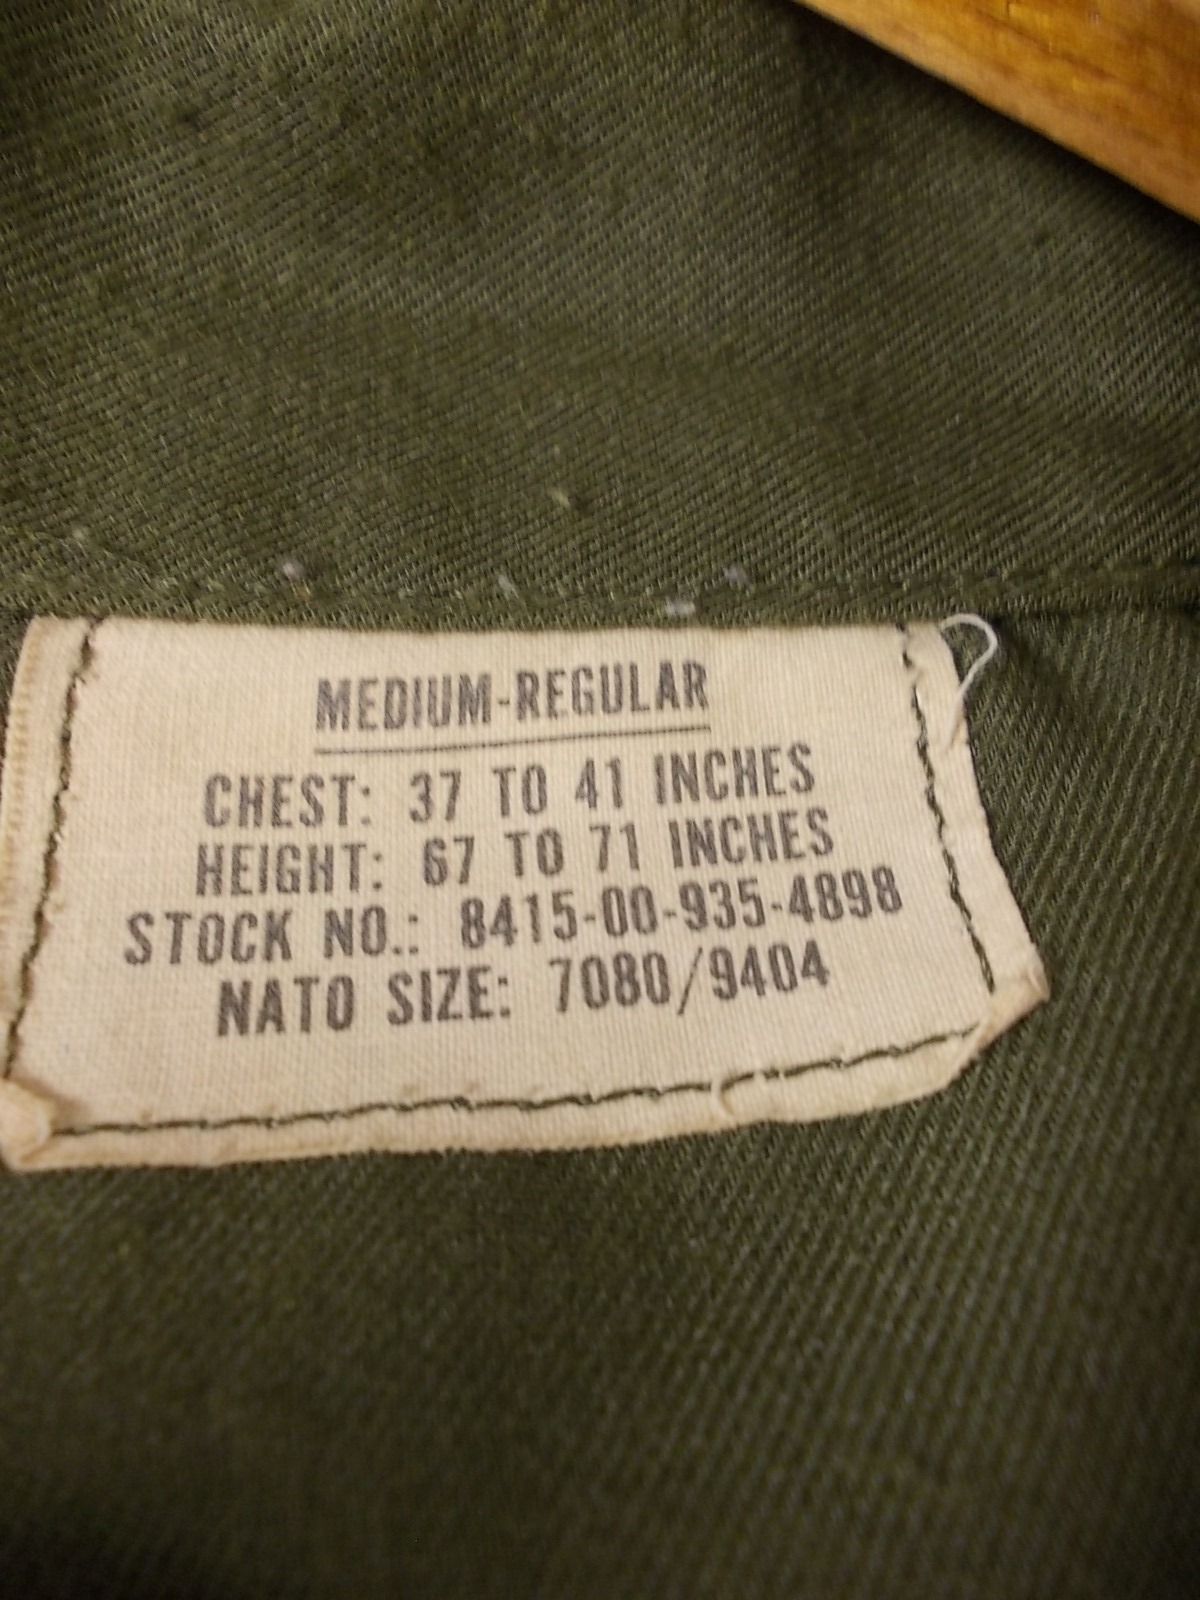 MEDIUM-REGULAR
CHEST: 37 TO 41 INCHES
HEIGHT: 67 TO 71 INCHES
STOCK NO.: 8415-00-935-4898
NATO SIZE: 7080/9404